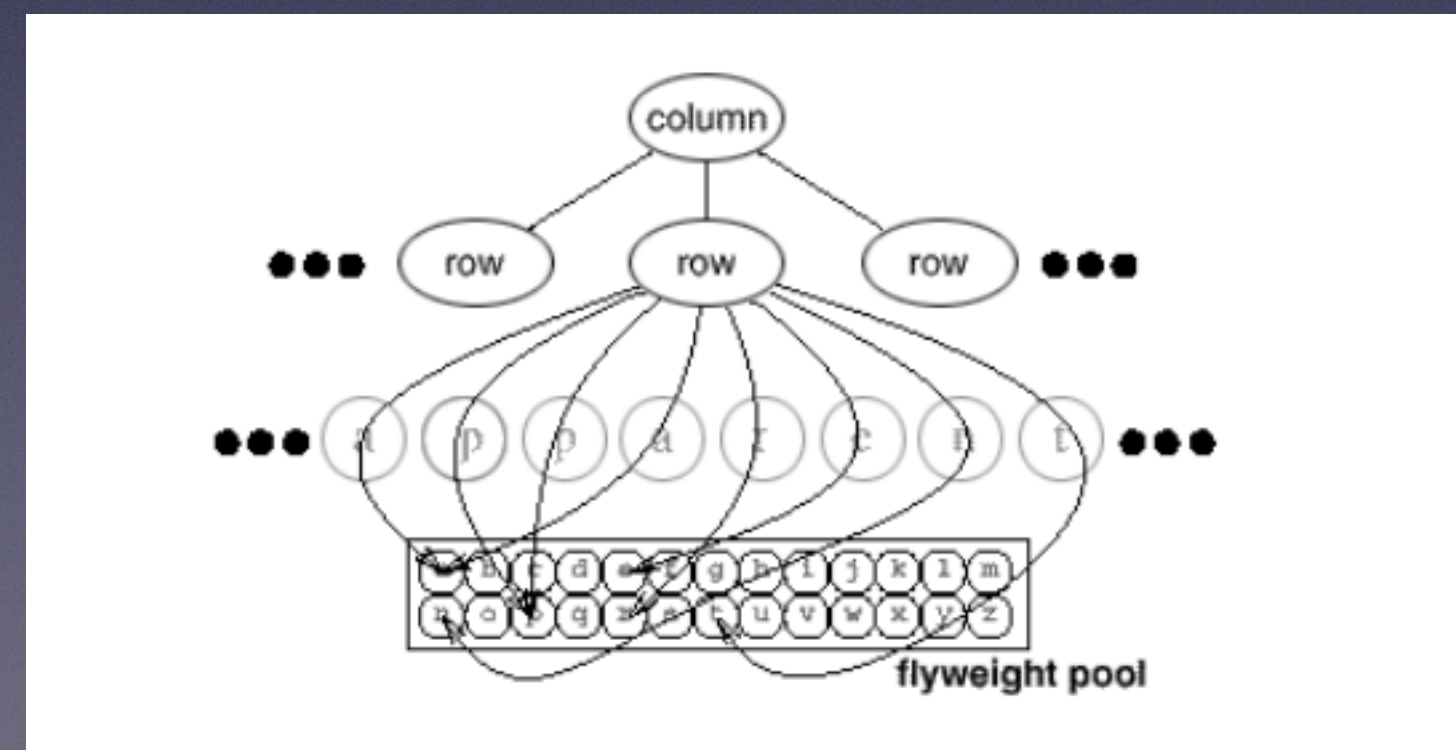 column
row row row
a p p a r e n t
a b c d e f g h i j k l m
n o p q r s t u v w x y z
flyweight pool